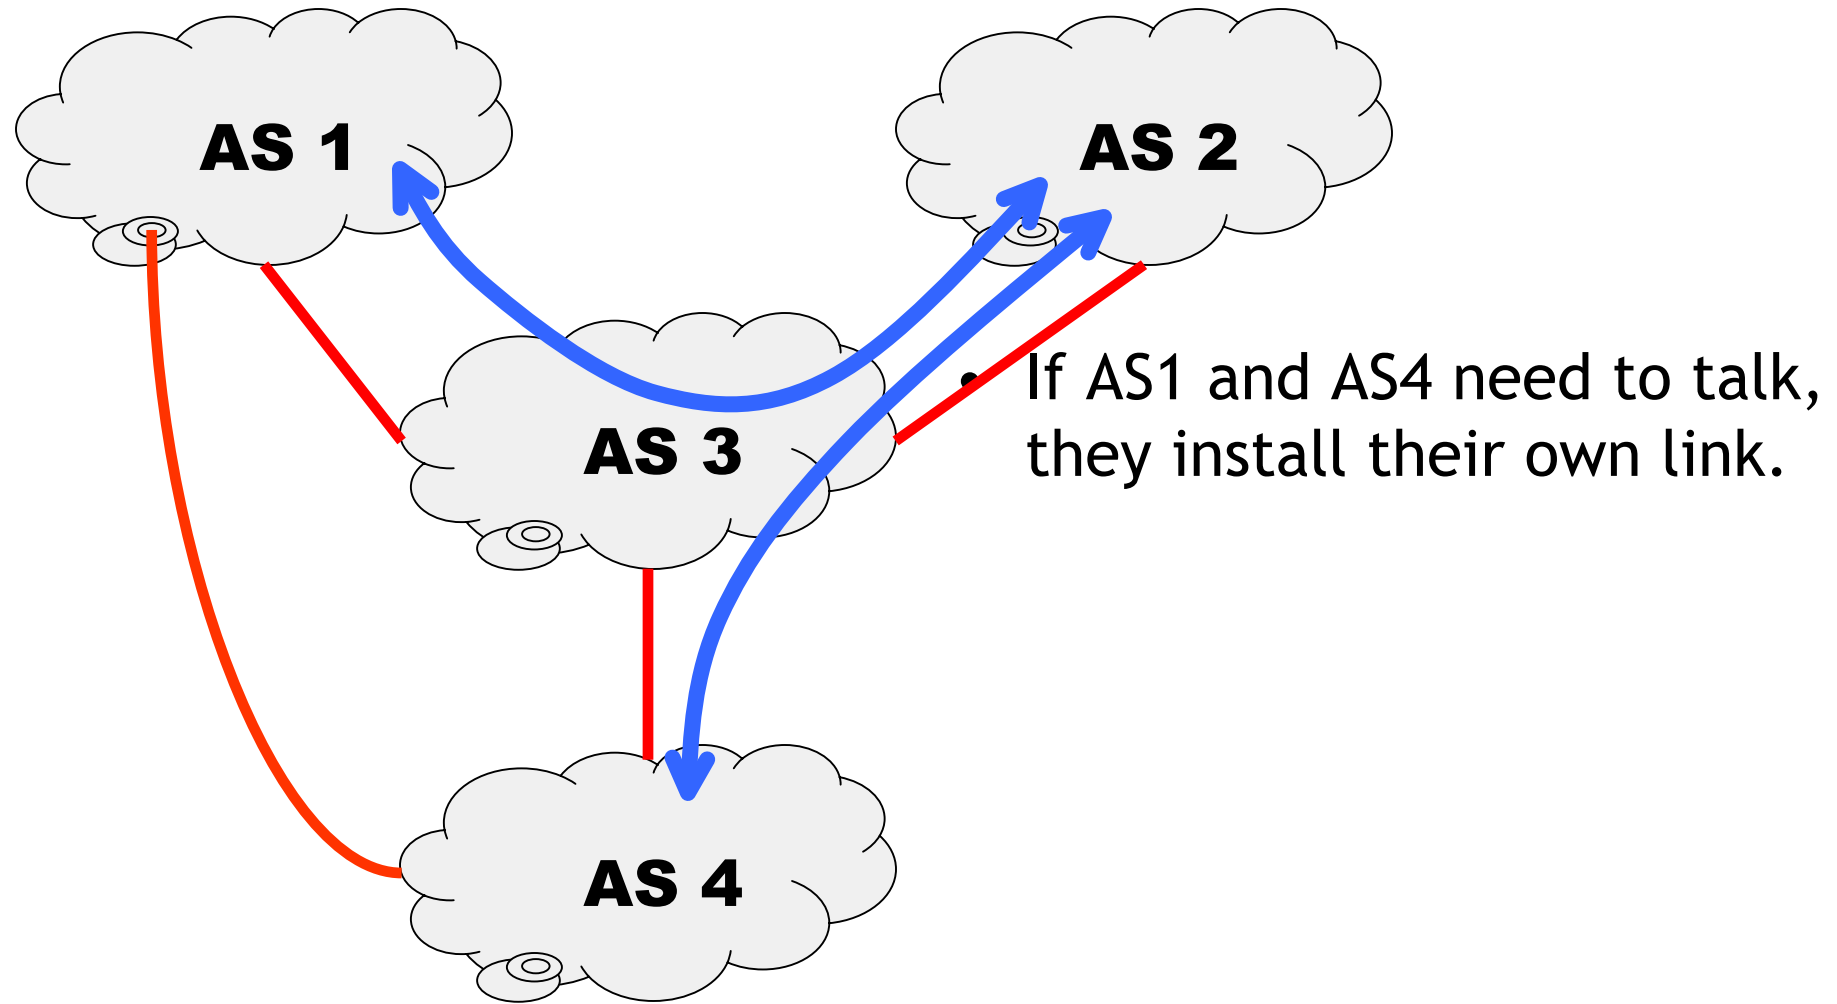 AS 1
AS 2
AS 3
• If AS1 and AS4 need to talk,
they install their own link.
AS 4